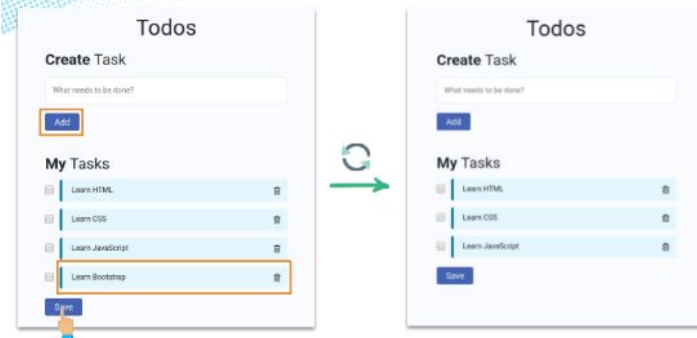 Todos
Create Task
What needs to be done?
Add
My Tasks
Learn HTML
Learn CSS
Learn JavaScript
Learn Bootstrap
Save
Todos
Create Task
What needs to be done?
Add
My Tasks
Learn HTML
Learn CSS
Learn JavaScript
Save